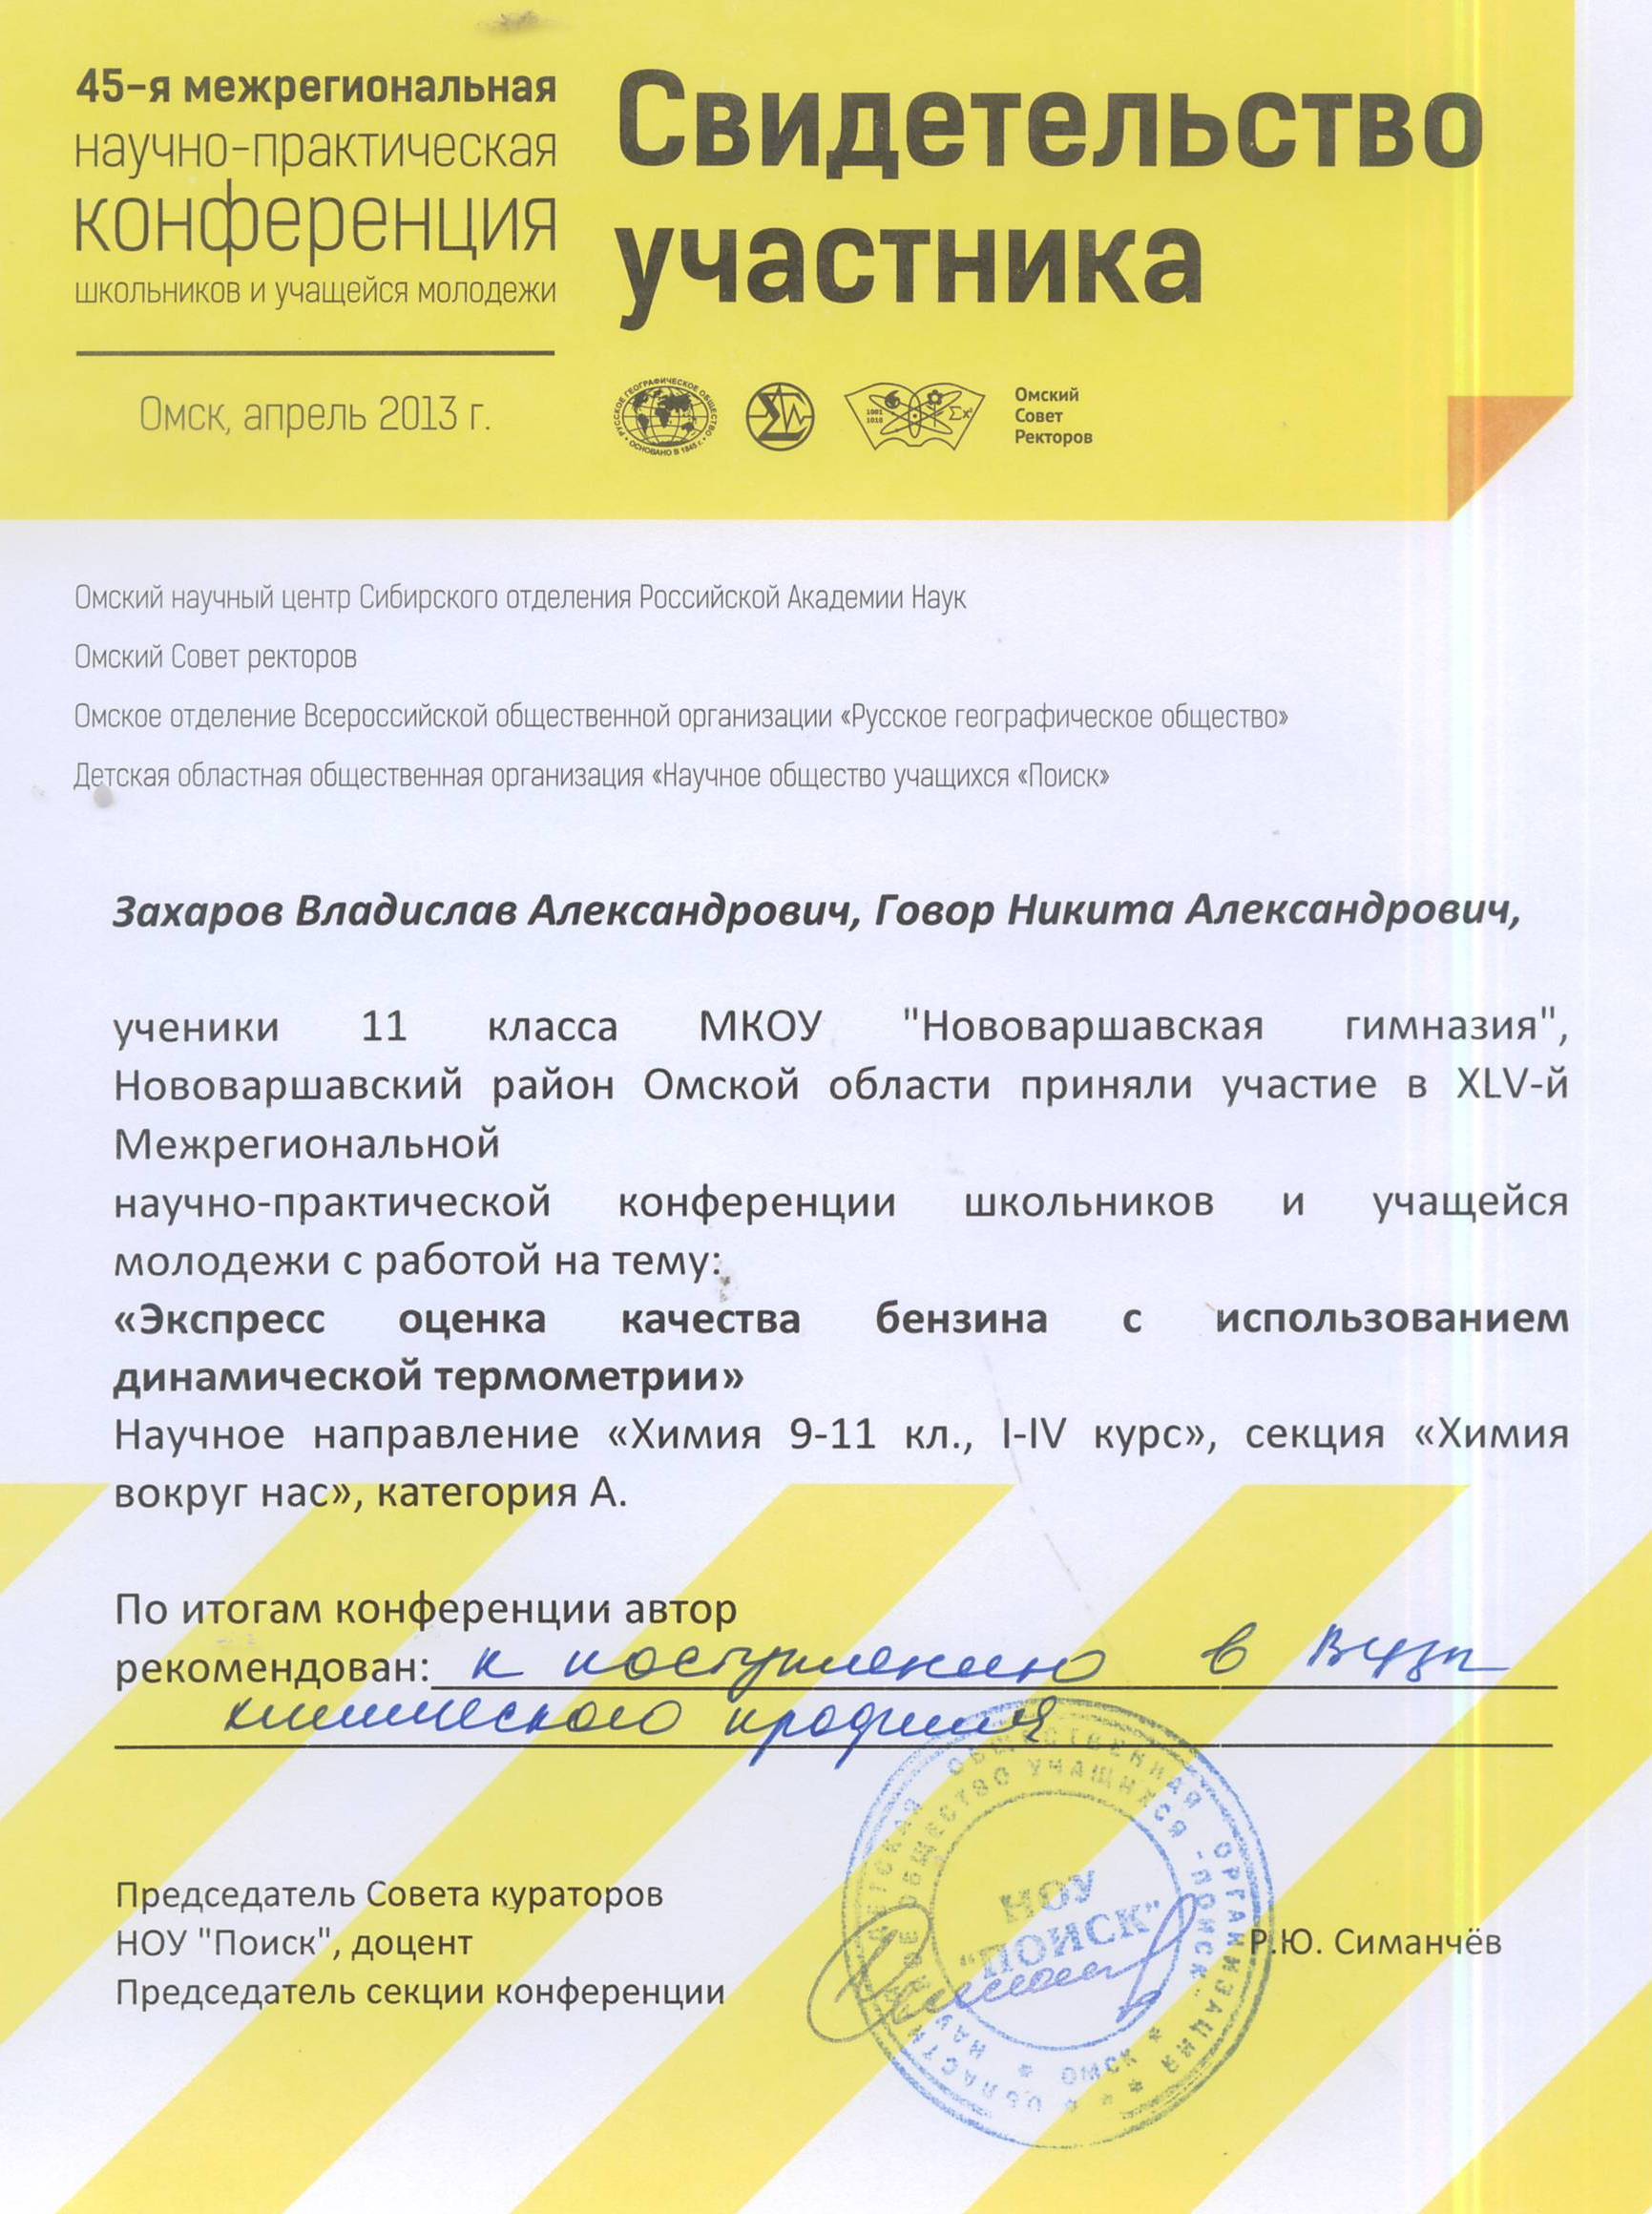 45-я межрегиональная
научно-практическая
конференция
школьников и учащейся молодежи
Омск, апрель 2013 г.
Свидетельство
участника
РУССКОЕ ГЕОГРАФИЧЕСКОЕ ОБЩЕСТВО • ОСНОВАНО В 1845 г. •
1001
1010
Σx²
Омский
Совет
Ректоров
Омский научный центр Сибирского отделения Российской Академии Наук
Омский Совет ректоров
Омское отделение Всероссийской общественной организации «Русское географическое общество»
Детская областная общественная организация «Научное общество учащихся «Поиск»
Захаров Владислав Александрович, Говор Никита Александрович,
ученики 11 класса МКОУ "Нововаршавская гимназия",
Нововаршавский район Омской области приняли участие в XLV-й
Межрегиональной
научно-практической конференции школьников и учащейся
молодежи с работой на тему:
«Экспресс оценка качества бензина с использованием
динамической термометрии»
Научное направление «Химия 9-11 кл., I-IV курс», секция «Химия
вокруг нас», категория А.
По итогам конференции автор
рекомендован: к поступлению в ВУЗы
химического профиля
Председатель Совета кураторов
НОУ "Поиск", доцент
Р.Ю. Симанчёв
Председатель секции конференции
ОБЩЕСТВЕННАЯ ОРГАНИЗАЦИЯ
ОБЩЕСТВО УЧАЩИХСЯ "ПОИСК"
НОУ
"ПОИСК"
ОМСК